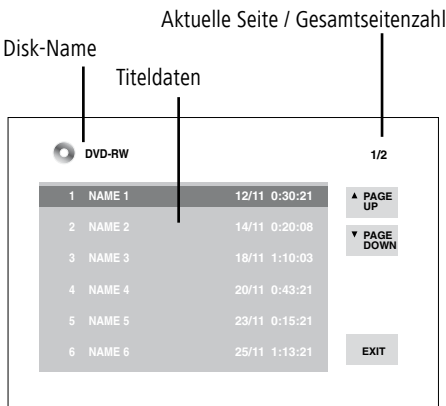 Aktuelle Seite / Gesamtseitenzahl
Disk-Name
Titeldaten
DVD-RW 1/2
1 NAME 1 12/11 0:30:21
▲ PAGE UP
2 NAME 2 14/11 0:20:08
▼ PAGE DOWN
3 NAME 3 18/11 1:10:03
4 NAME 4 20/11 0:43:21
5 NAME 5 23/11 0:15:21
6 NAME 6 25/11 1:13:21
EXIT